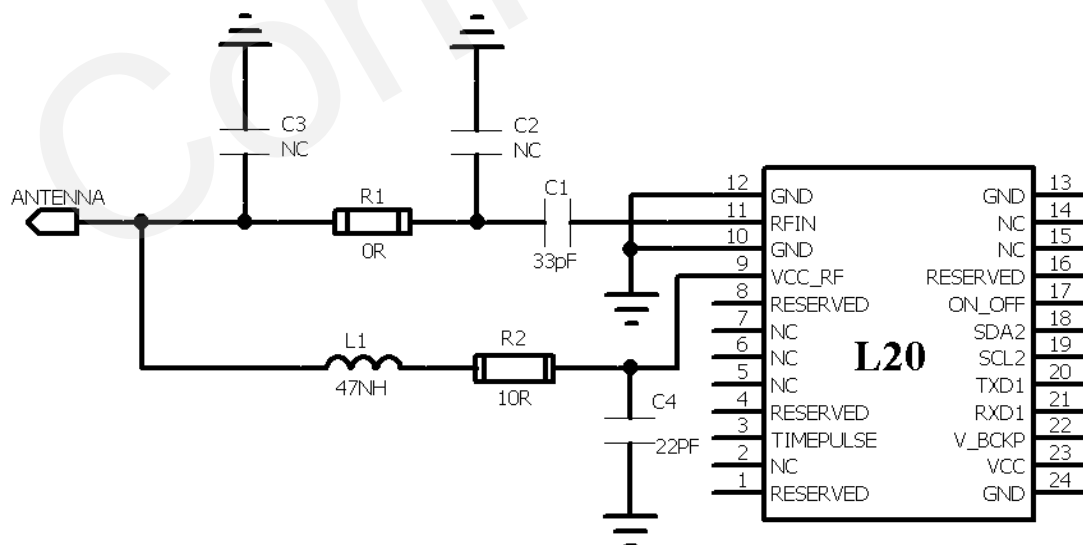 Con
C3
NC
C2
NC
ANTENNA
R1
0R
C1
33pF
L1
47NH
R2
10R
C4
22PF
L20
12 GND
11 RFIN
10 GND
9 VCC_RF
8 RESERVED
7 NC
6 NC
5 NC
4 RESERVED
3 TIMEPULSE
2 NC
1 RESERVED
GND 13
NC 14
NC 15
RESERVED 16
ON_OFF 17
SDA2 18
SCL2 19
TXD1 20
RXD1 21
V_BCKP 22
VCC 23
GND 24